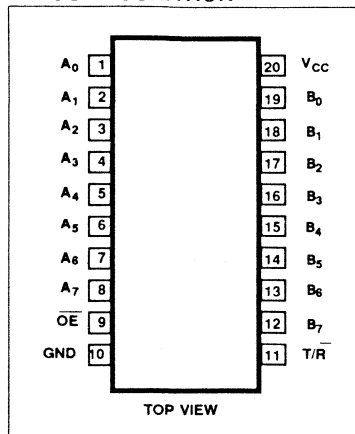 A₀ 1 20 V_CC
A₁ 2 19 B₀
A₂ 3 18 B₁
A₃ 4 17 B₂
A₄ 5 16 B₃
A₅ 6 15 B₄
A₆ 7 14 B₅
A₇ 8 13 B₆
O̅E̅ 9 12 B₇
GND 10 11 T/R̅
TOP VIEW